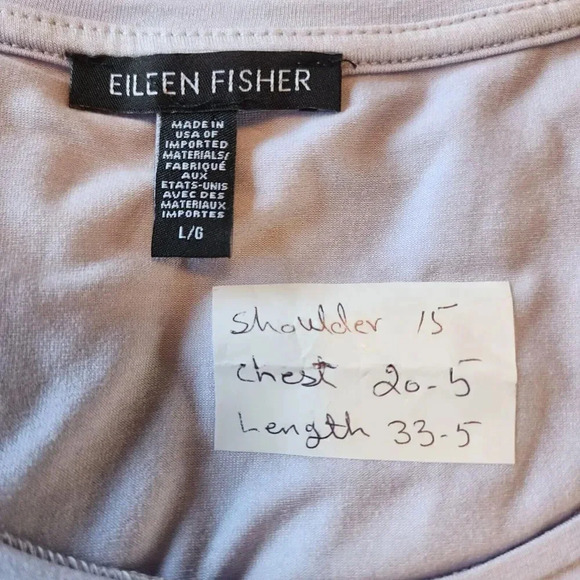 EILEEN FISHER
MADE IN
USA OF
IMPORTED
MATERIALS/
FABRIQUÉ
AUX
ETATS-UNIS
AVEC DES
MATERIAUX
IMPORTES
L/G
Shoulder 15
Chest 20-5
Length 33-5